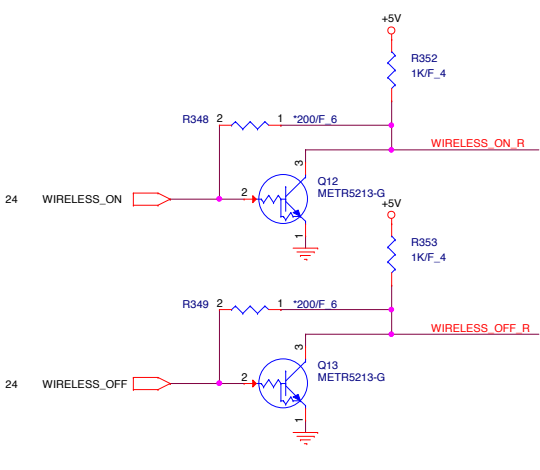 +5V
R352
1K/F_4
R348 2 1 *200/F_6
WIRELESS_ON_R
3
Q12
METR5213-G
24 WIRELESS_ON 2
+5V
1
R353
1K/F_4
R349 2 1 *200/F_6
WIRELESS_OFF_R
3
Q13
METR5213-G
24 WIRELESS_OFF 2
1